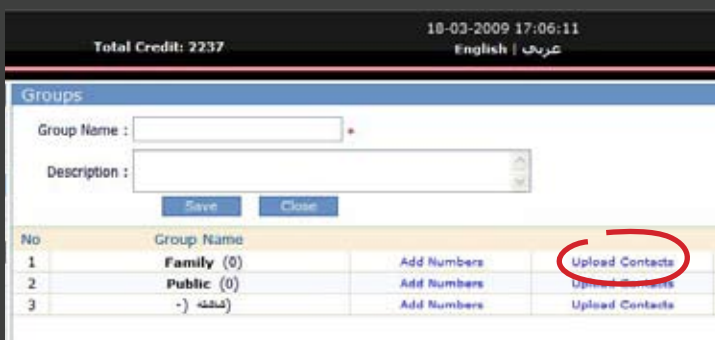 18-03-2009 17:06:11
Total Credit: 2237
English | عربي
Groups
Group Name : *
Description :
Save Close
No Group Name
1 Family (0) Add Numbers Upload Contacts
2 Public (0) Add Numbers Upload Contacts
3 Add Numbers Upload Contacts